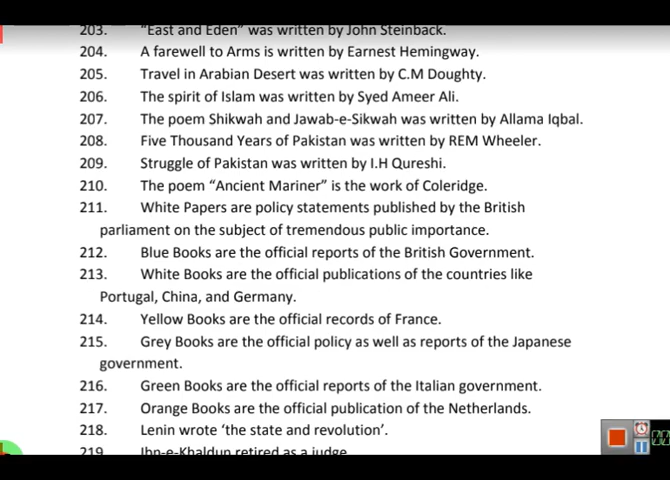 203. "East and Eden" was written by John Steinback.
204. A farewell to Arms is written by Earnest Hemingway.
205. Travel in Arabian Desert was written by C.M Doughty.
206. The spirit of Islam was written by Syed Ameer Ali.
207. The poem Shikwah and Jawab-e-Sikwah was written by Allama Iqbal.
208. Five Thousand Years of Pakistan was written by REM Wheeler.
209. Struggle of Pakistan was written by I.H Qureshi.
210. The poem "Ancient Mariner" is the work of Coleridge.
211. White Papers are policy statements published by the British
parliament on the subject of tremendous public importance.
212. Blue Books are the official reports of the British Government.
213. White Books are the official publications of the countries like
Portugal, China, and Germany.
214. Yellow Books are the official records of France.
215. Grey Books are the official policy as well as reports of the Japanese
government.
216. Green Books are the official reports of the Italian government.
217. Orange Books are the official publication of the Netherlands.
218. Lenin wrote 'the state and revolution'.
219. Ibn-e-Khaldun retired as a judge.